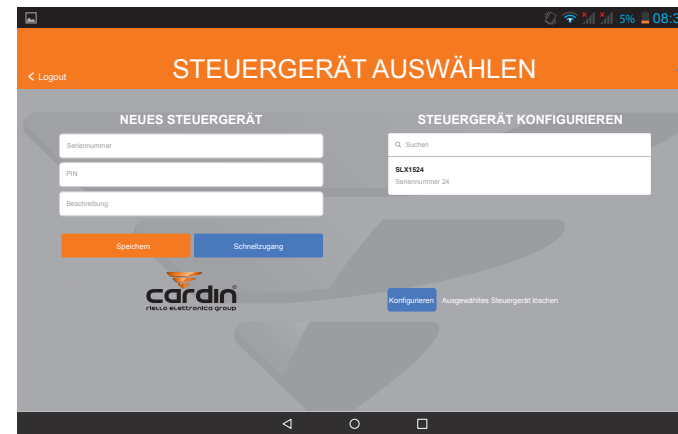 5% 08:3
< Logout
STEUERGERÄT AUSWÄHLEN
NEUES STEUERGERÄT
Seriennummer
PIN
Beschreibung
Speichern
Schnellzugang
cardin®
riello elettronica group
STEUERGERÄT KONFIGURIEREN
Suchen
SLX1524
Seriennummer 24
Konfigurieren Ausgewähltes Steuergerät löschen